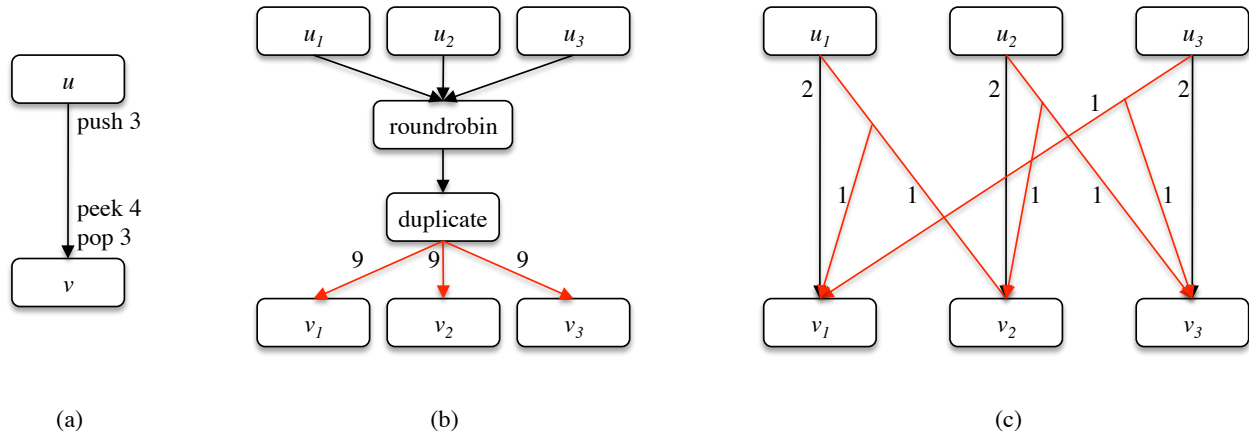 u
push 3
peek 4
pop 3
v
(a)
u1 u2 u3
roundrobin
duplicate
9 9 9
v1 v2 v3
(b)
u1 u2 u3
2 2 1 2
1 1 1 1 1
v1 v2 v3
(c)